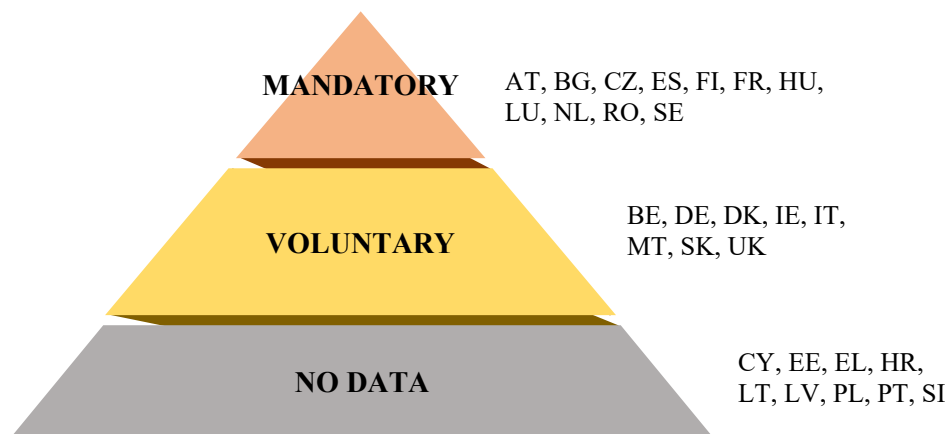 MANDATORY
AT, BG, CZ, ES, FI, FR, HU,
LU, NL, RO, SE
VOLUNTARY
BE, DE, DK, IE, IT,
MT, SK, UK
NO DATA
CY, EE, EL, HR,
LT, LV, PL, PT, SI